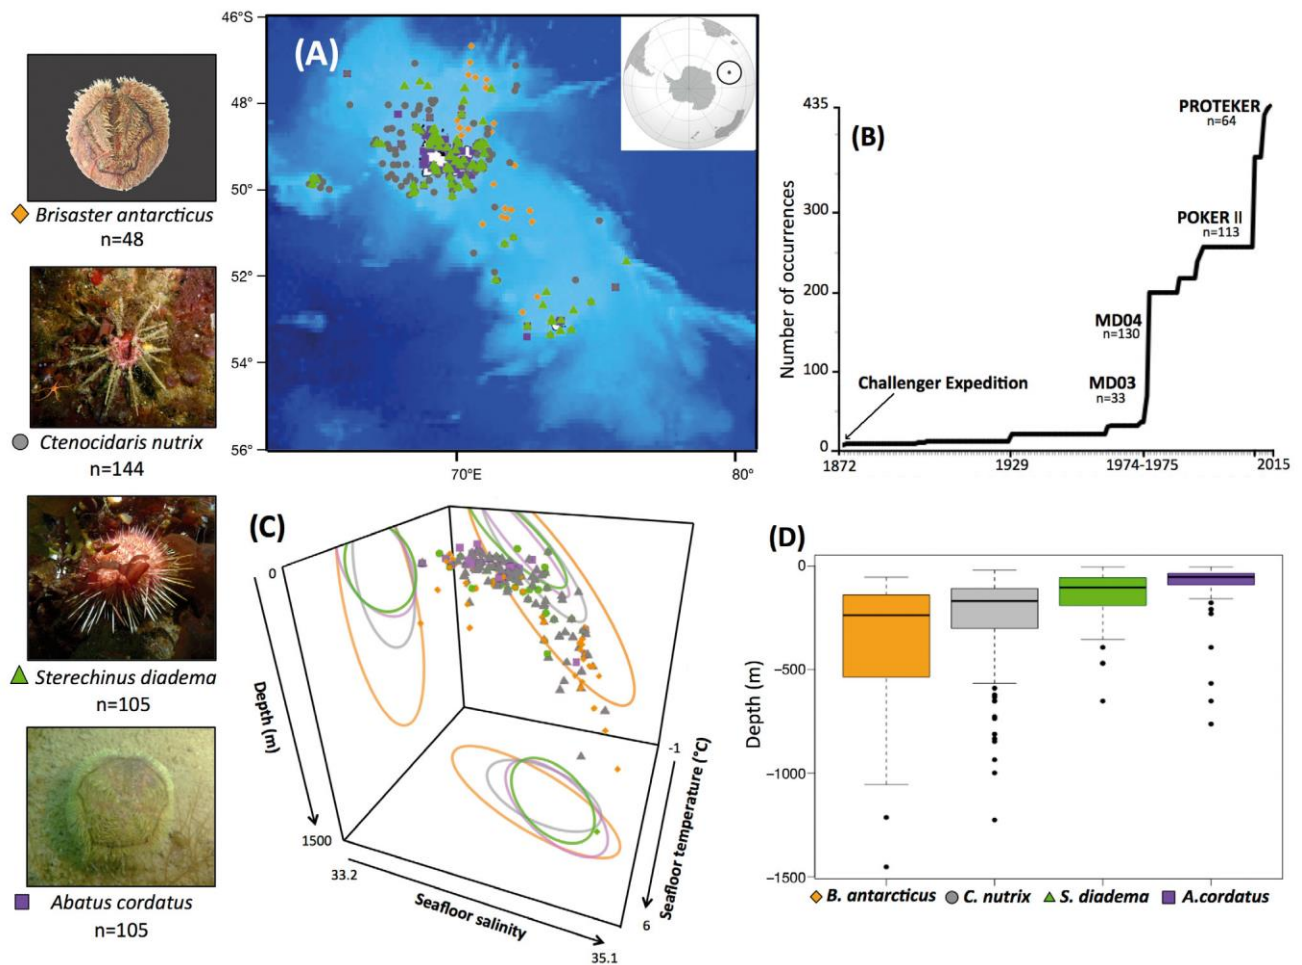 Brisaster antarcticus
n=48
Ctenocidaris nutrix
n=144
Sterechinus diadema
n=105
Abatus cordatus
n=105
(A)
46°S
48°
50°
52°
54°
56°
70°E
80°
(B)
Number of occurrences
435
300
200
100
0
1872
1929
1974-1975
2015
Challenger Expedition
MD03
n=33
MD04
n=130
POKER II
n=113
PROTEKER
n=64
(C)
0
Depth (m)
1500
33.2
Seafloor salinity
35.1
-1
Seafloor temperature (°C)
6
(D)
Depth (m)
0
−500
−1000
−1500
B. antarcticus C. nutrix S. diadema A.cordatus